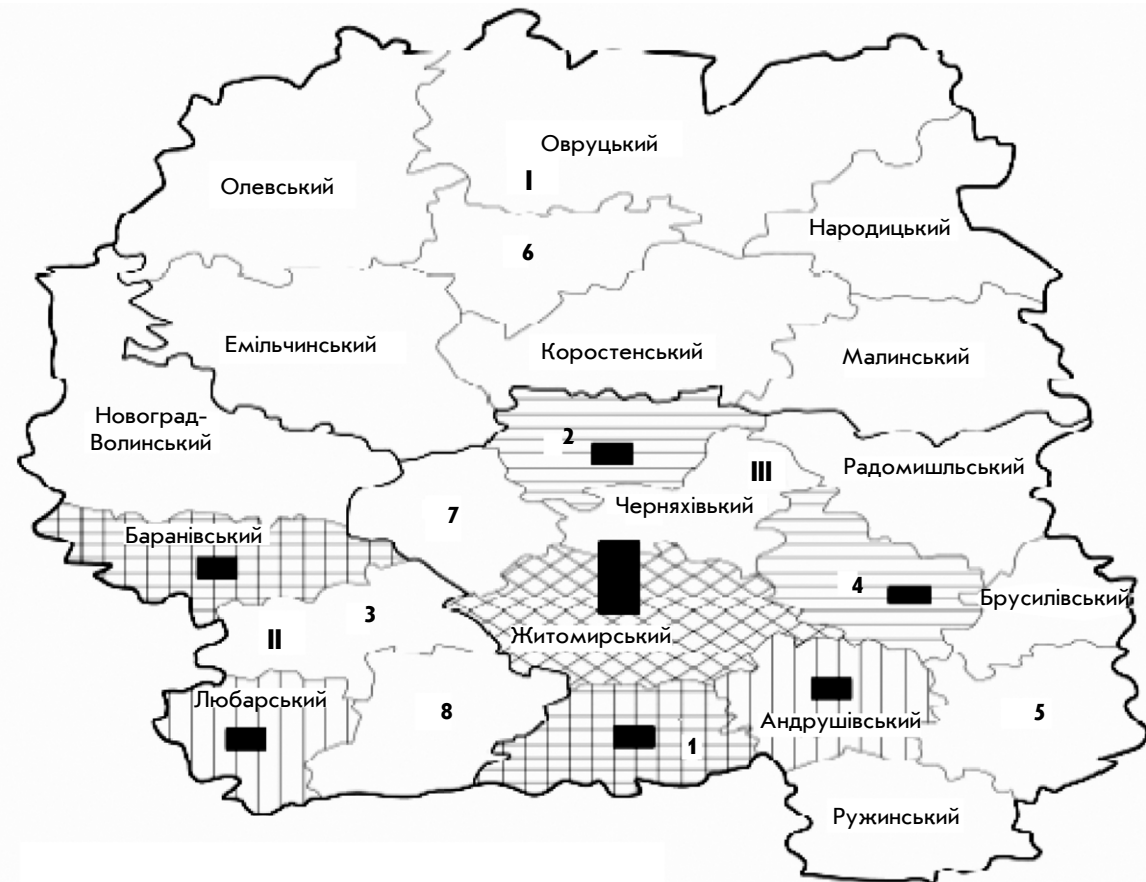 Овруцький
Олевський
I
Народицький
6
Емільчинський
Коростенський
Малинський
Новоград-
Волинський
2
III
Радомишльський
Черняхівький
7
Баранівський
4
Брусилівський
3
II
Житомирський
Любарський
8
1
Андрушівський
5
Ружинський